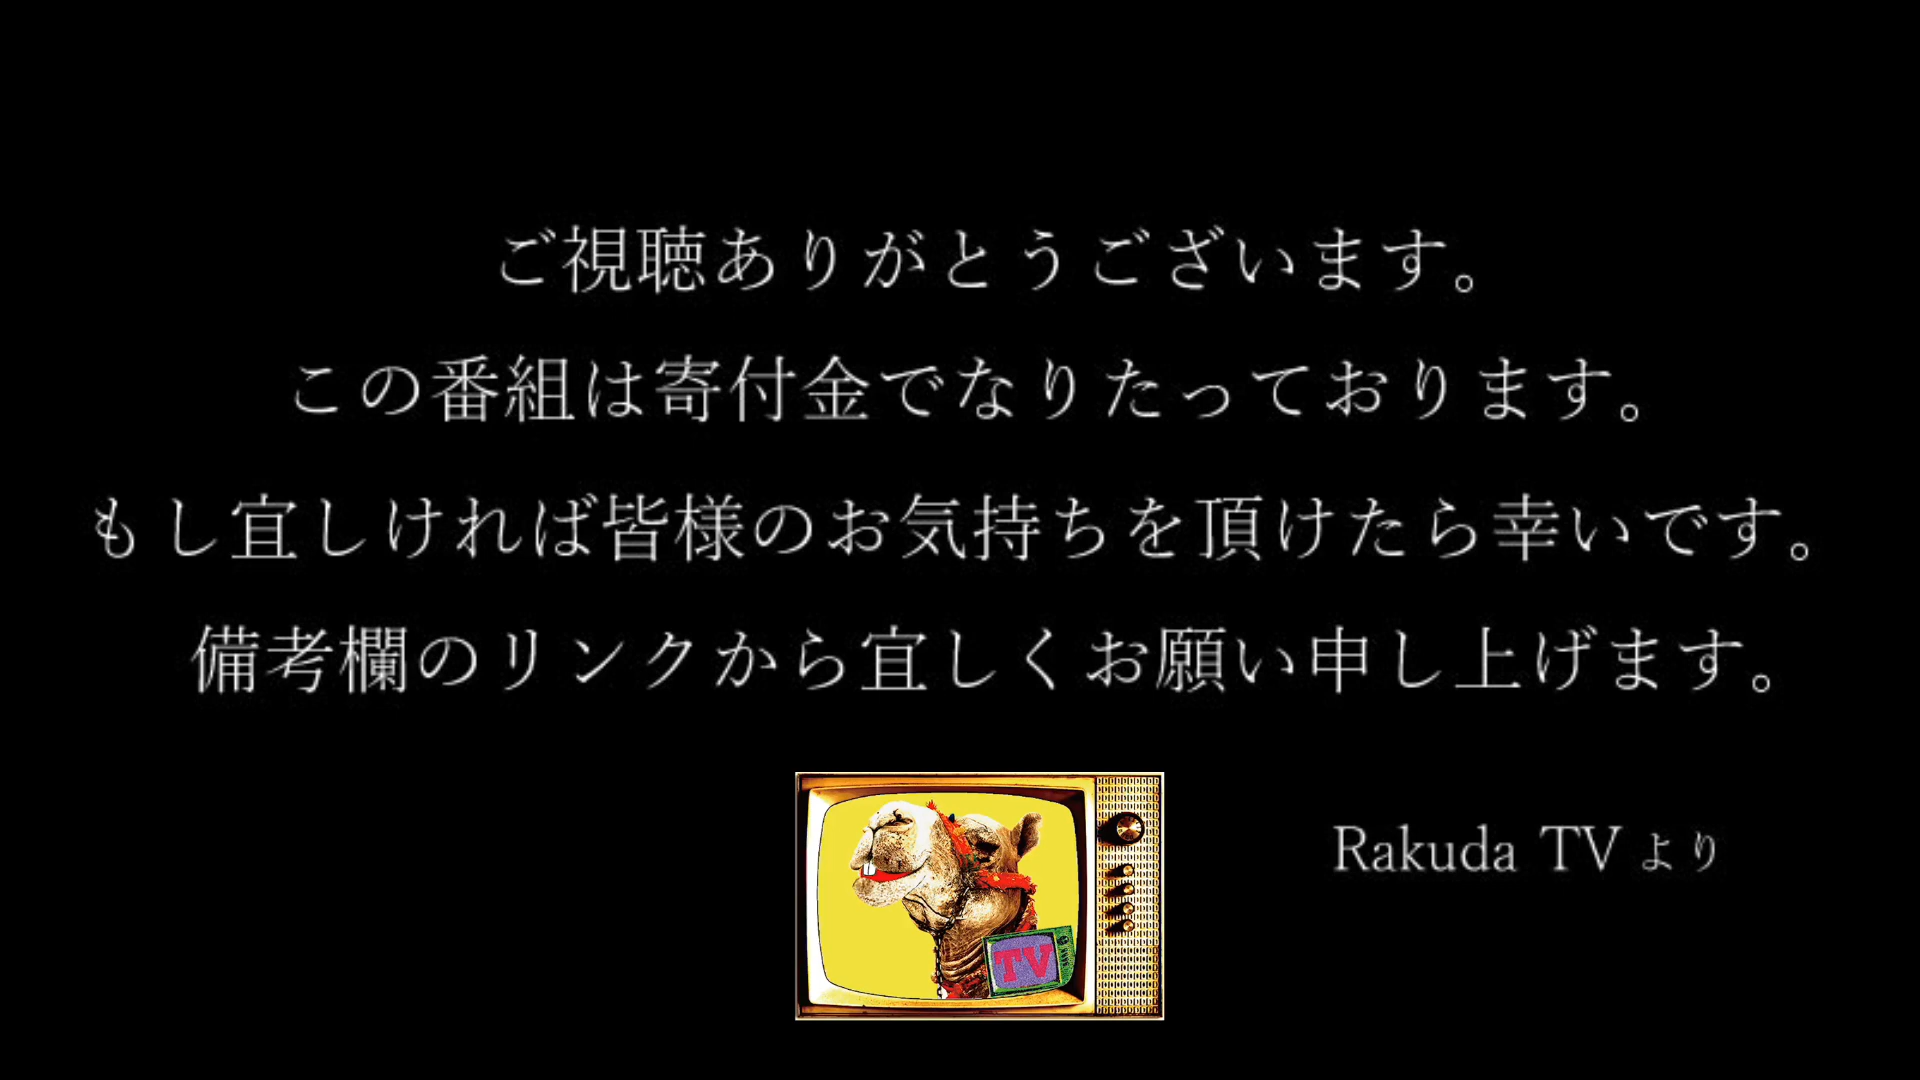 ご視聴ありがとうございます。
この番組は寄付金でなりたっております。
もし宜しければ皆様のお気持ちを頂けたら幸いです。
備考欄のリンクから宜しくお願い申し上げます。
Rakuda TVより
TV